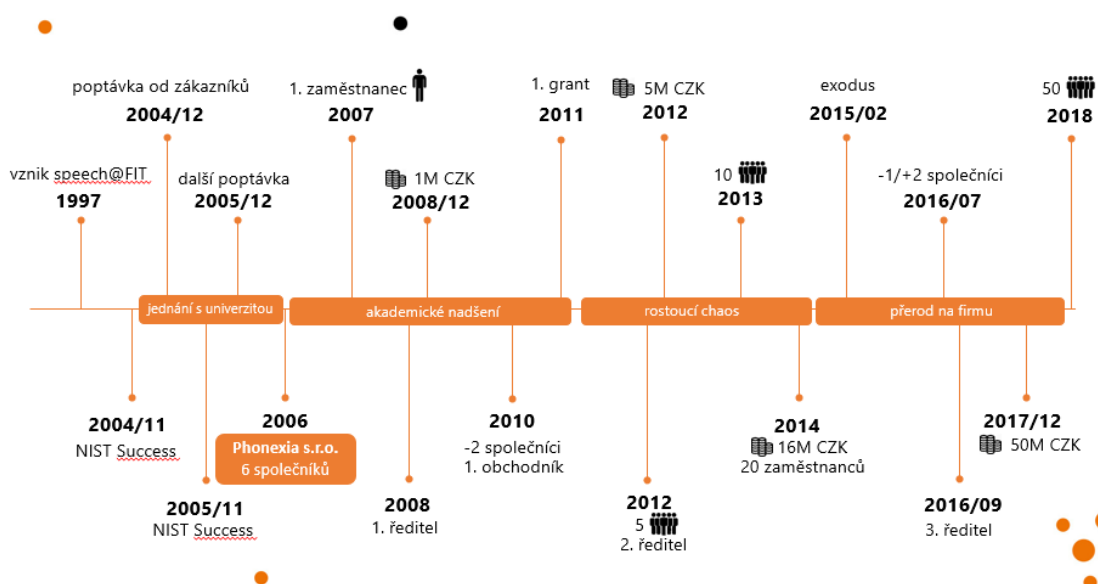 poptávka od zákazníků
2004/12
1. zaměstnanec
2007
1. grant
2011
5M CZK
2012
exodus
2015/02
50
2018
vznik speech@FIT
1997
další poptávka
2005/12
1M CZK
2008/12
10
2013
-1/+2 společníci
2016/07
jednání s univerzitou
akademické nadšení
rostoucí chaos
přerod na firmu
2004/11
NIST Success
2006
Phonexia s.r.o.
6 společníků
2010
-2 společníci
1. obchodník
2014
16M CZK
20 zaměstnanců
2017/12
50M CZK
2005/11
NIST Success
2008
1. ředitel
2012
5
2. ředitel
2016/09
3. ředitel